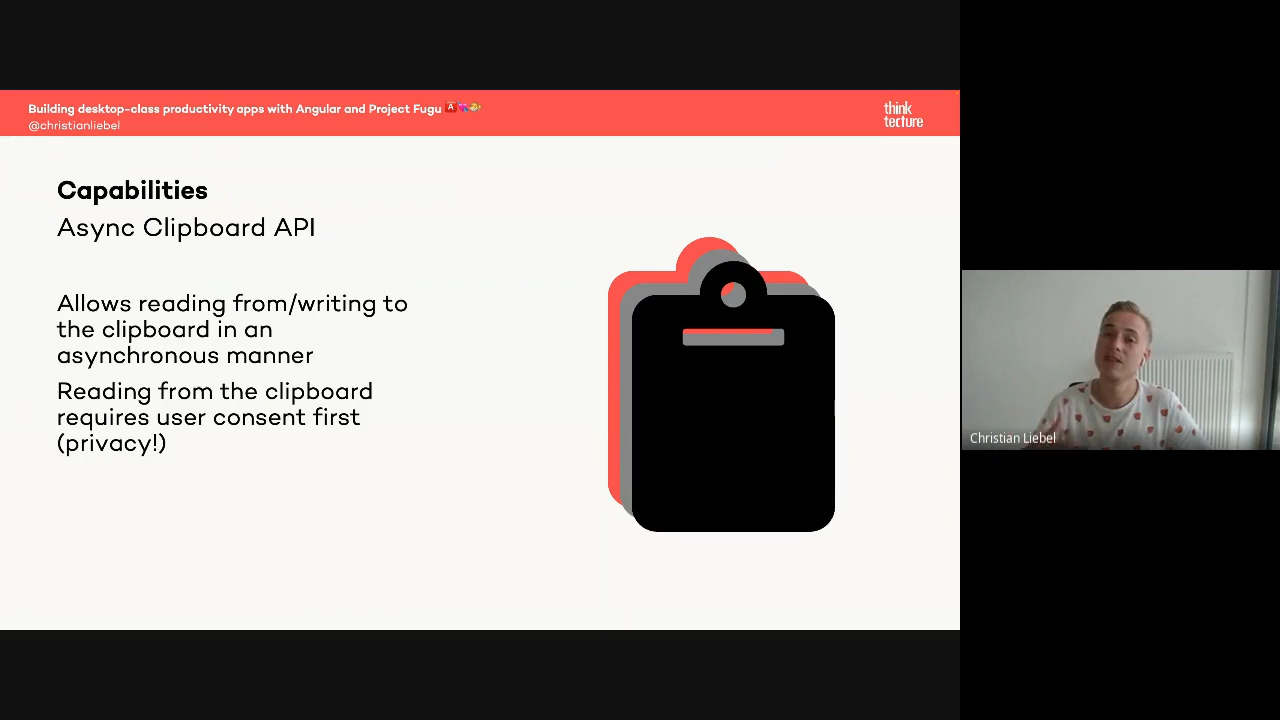 Building desktop-class productivity apps with Angular and Project Fugu 🅰️💘🐡
@christianliebel
think
tecture
Capabilities
Async Clipboard API
Allows reading from/writing to
the clipboard in an
asynchronous manner
Reading from the clipboard
requires user consent first
(privacy!)
Christian Liebel